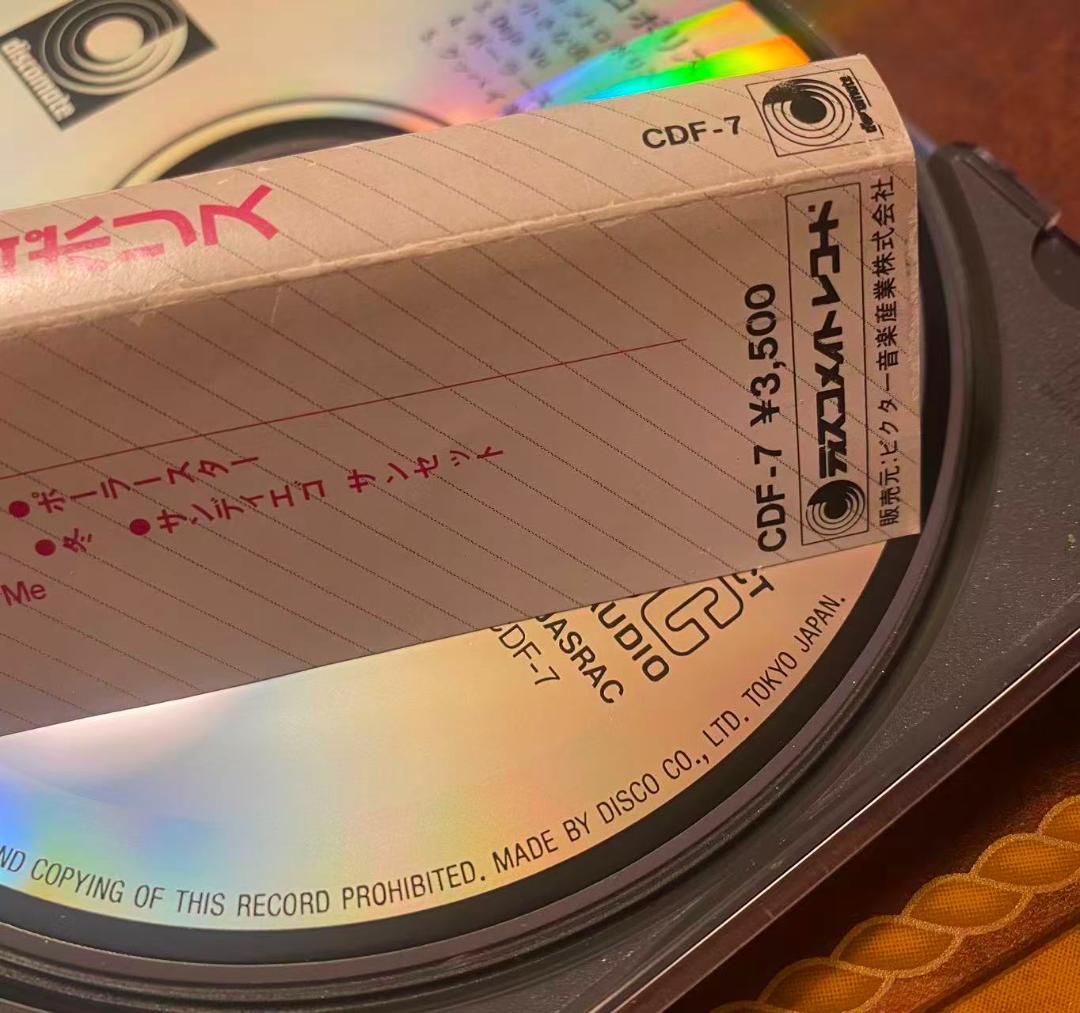 discomate
CDF-7
discomate
ポリス
●ポーラースター
●冬 ●サンディエゴ サンセット
Me
CDF-7 ¥3,500
ディスコメイトレコード
販売元:ビクター音楽産業株式会社
AUDIO
JASRAC
CDF-7
ND COPYING OF THIS RECORD PROHIBITED. MADE BY DISCO CO., LTD. TOKYO JAPAN.